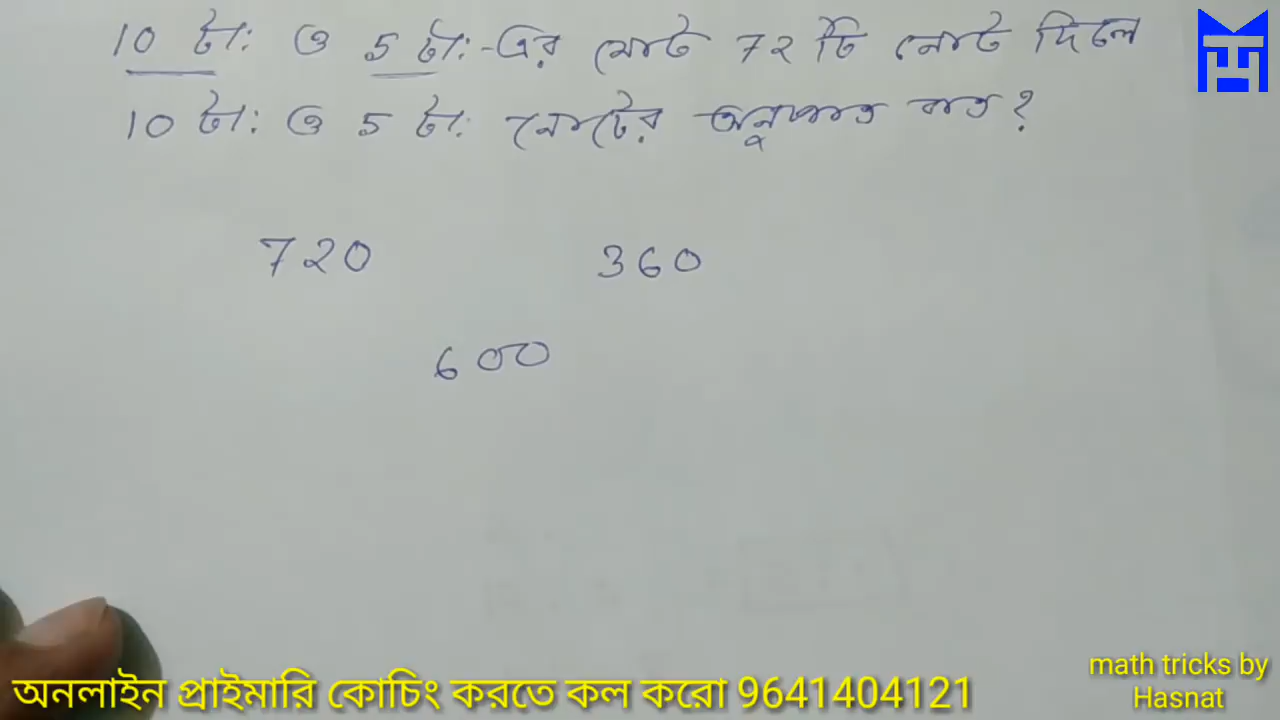 10 টাঃ ও 5 টাঃ-এর মোট 72 টি নোট দিলে
10 টাঃ ও 5 টাঃ নোটের অনুপাত কত?
720 360
600
অনলাইন প্রাইমারি কোচিং করতে কল করো 9641404121
math tricks by
Hasnat